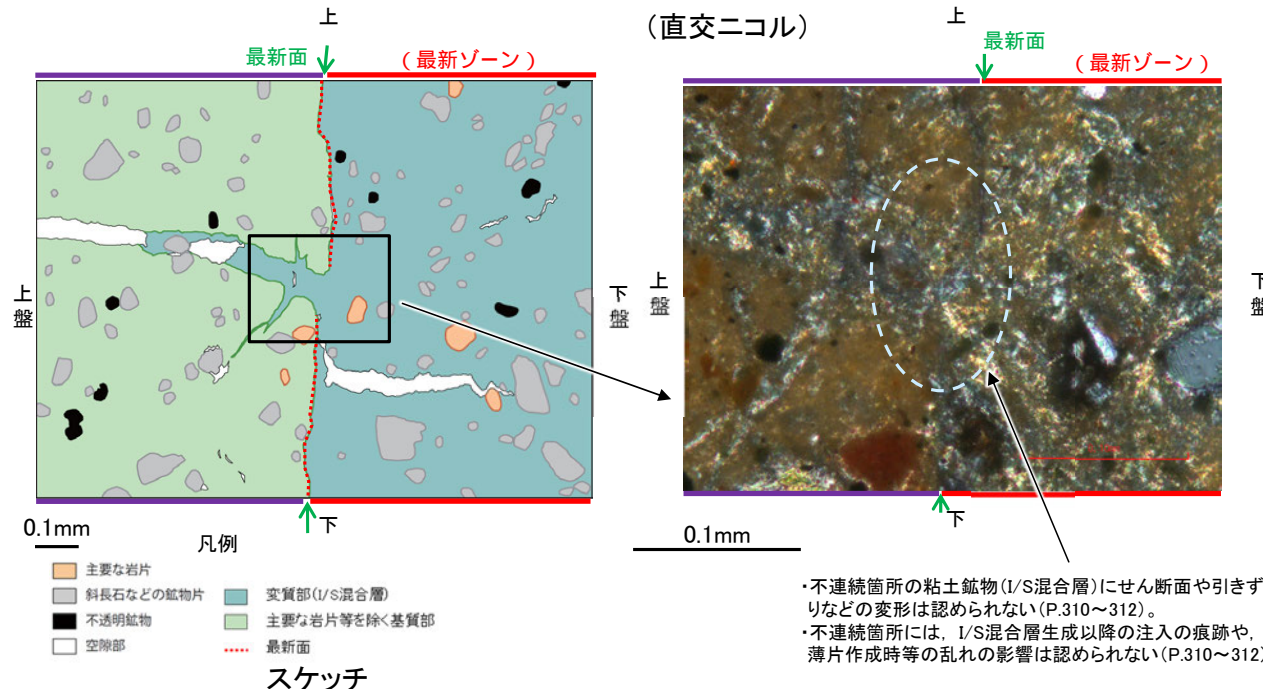 上
最新面
(最新ゾーン)
上盤
下盤
下
0.1mm
凡例
主要な岩片
斜長石などの鉱物片
不透明鉱物
空隙部
変質部(I/S混合層)
主要な岩片等を除く基質部
最新面
スケッチ
(直交ニコル)
上
最新面
(最新ゾーン)
上盤
下盤
下
0.1mm
・不連続箇所の粘土鉱物(I/S混合層)にせん断面や引きず
りなどの変形は認められない(P.310～312)。
・不連続箇所には，I/S混合層生成以降の注入の痕跡や，
薄片作成時等の乱れの影響は認められない(P.310～312)